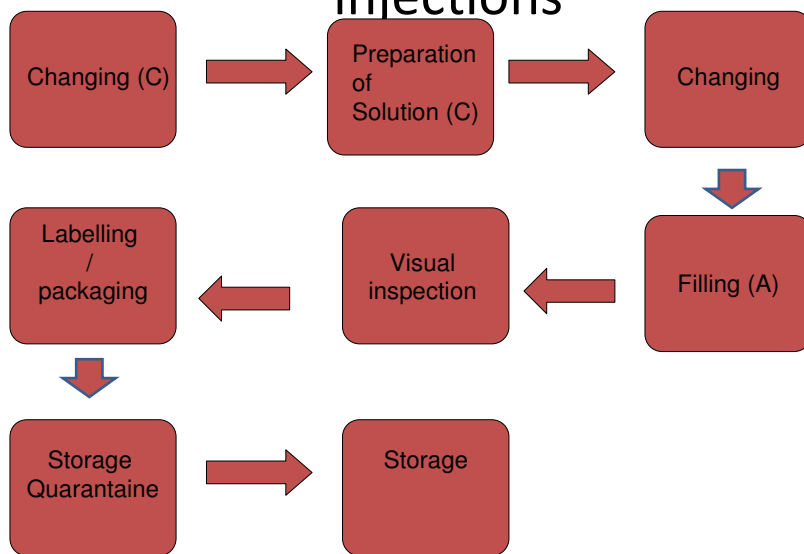 injections
Changing (C)
Preparation
of
Solution (C)
Changing
Filling (A)
Visual
inspection
Labelling
/
packaging
Storage
Quarantaine
Storage